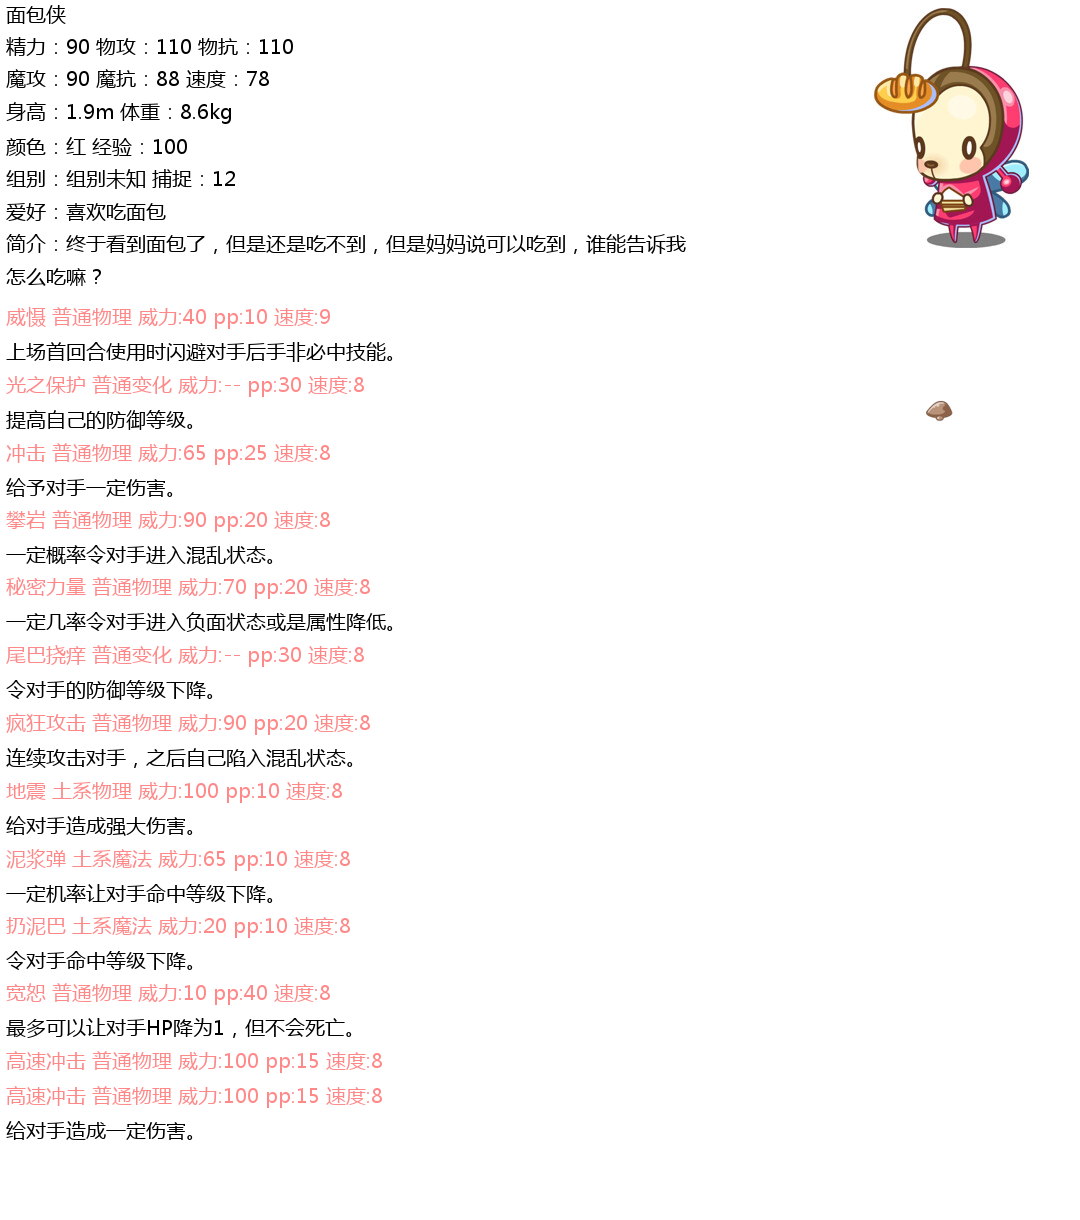 面包侠
精力：90 物攻：110 物抗：110
魔攻：90 魔抗：88 速度：78
身高：1.9m 体重：8.6kg
颜色：红 经验：100
组别：组别未知 捕捉：12
爱好：喜欢吃面包
简介：终于看到面包了，但是还是吃不到，但是妈妈说可以吃到，谁能告诉我
怎么吃嘛？
威慑 普通物理 威力:40 pp:10 速度:9
上场首回合使用时闪避对手后手非必中技能。
光之保护 普通变化 威力:-- pp:30 速度:8
提高自己的防御等级。
冲击 普通物理 威力:65 pp:25 速度:8
给予对手一定伤害。
攀岩 普通物理 威力:90 pp:20 速度:8
一定概率令对手进入混乱状态。
秘密力量 普通物理 威力:70 pp:20 速度:8
一定几率令对手进入负面状态或是属性降低。
尾巴挠痒 普通变化 威力:-- pp:30 速度:8
令对手的防御等级下降。
疯狂攻击 普通物理 威力:90 pp:20 速度:8
连续攻击对手，之后自己陷入混乱状态。
地震 土系物理 威力:100 pp:10 速度:8
给对手造成强大伤害。
泥浆弹 土系魔法 威力:65 pp:10 速度:8
一定机率让对手命中等级下降。
扔泥巴 土系魔法 威力:20 pp:10 速度:8
令对手命中等级下降。
宽恕 普通物理 威力:10 pp:40 速度:8
最多可以让对手HP降为1，但不会死亡。
高速冲击 普通物理 威力:100 pp:15 速度:8
高速冲击 普通物理 威力:100 pp:15 速度:8
给对手造成一定伤害。